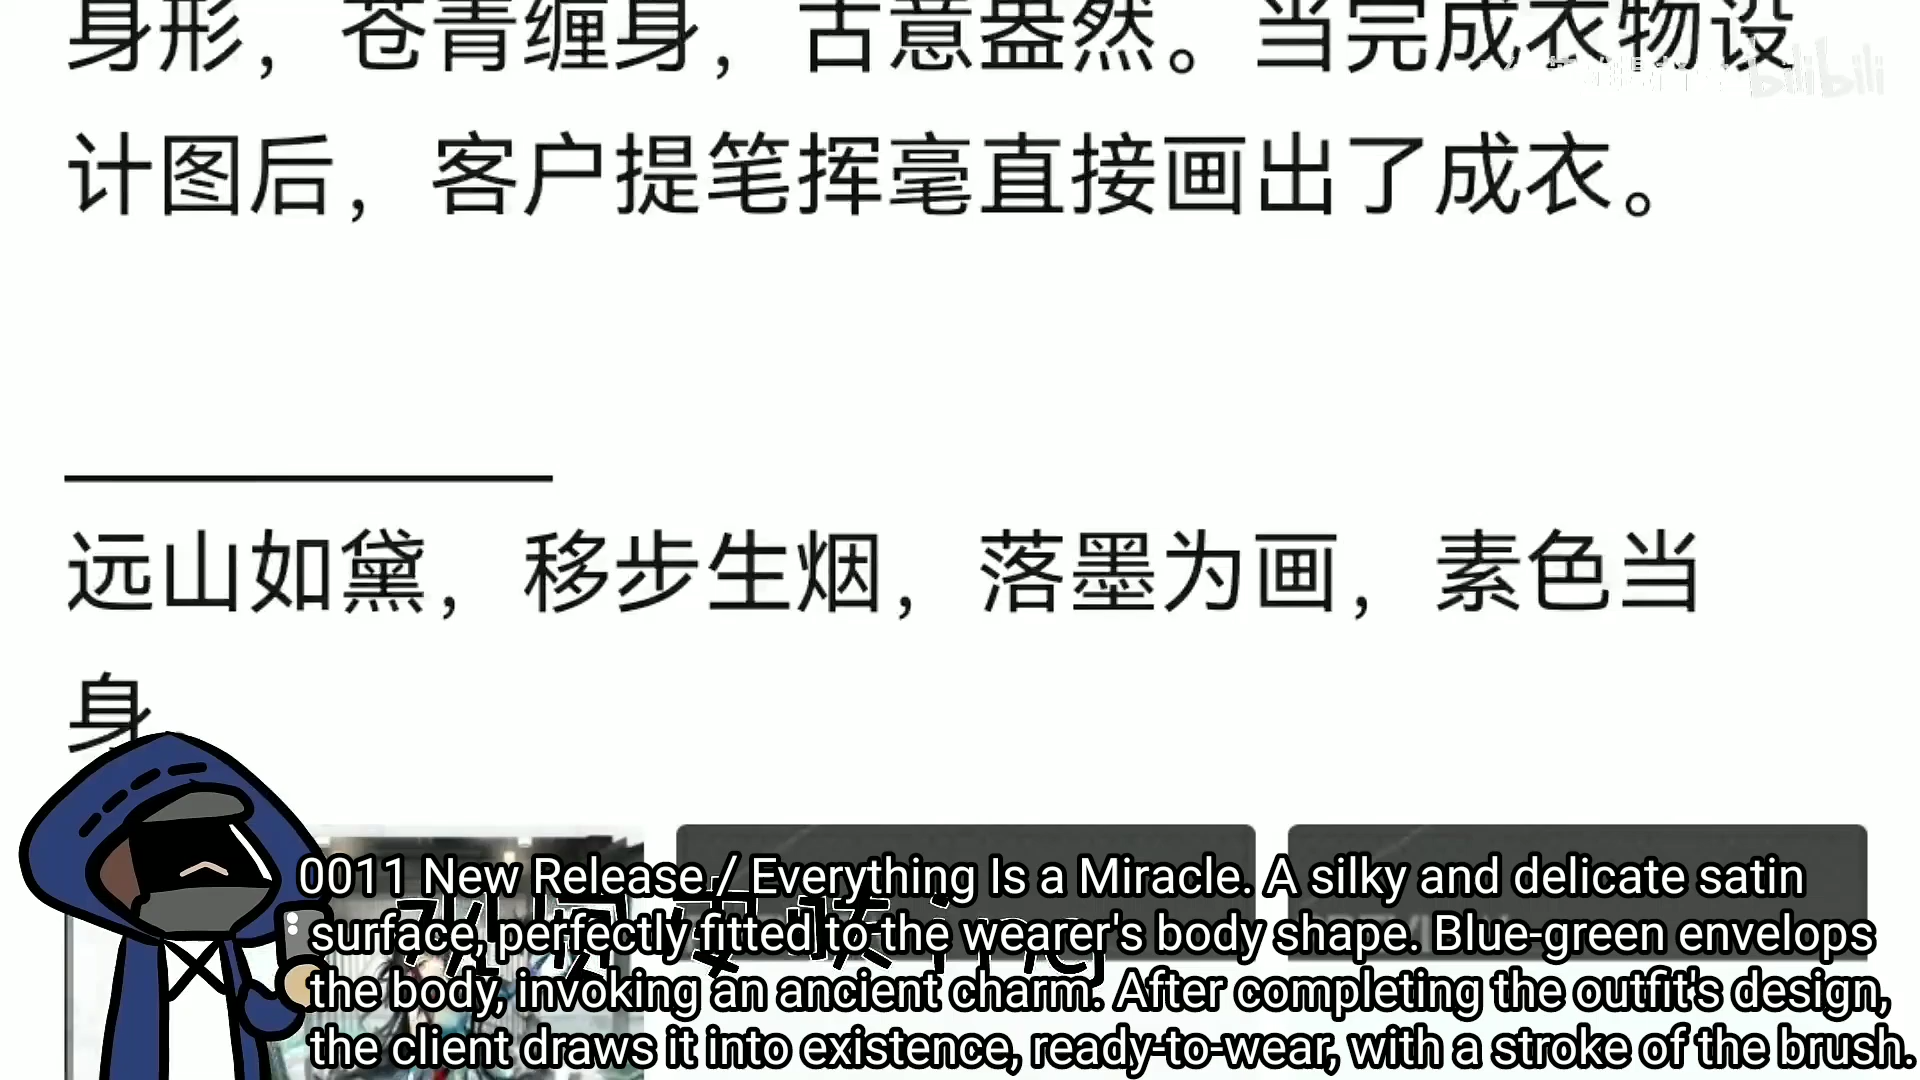 身形，苍青缠身，古意盎然。当完成衣物设
bilibili
计图后，客户提笔挥毫直接画出了成衣。
远山如黛，移步生烟，落墨为画，素色当
身
0011 New Release / Everything Is a Miracle. A silky and delicate satin
surface, perfectly fitted to the wearer's body shape. Blue-green envelops
the body, invoking an ancient charm. After completing the outfit's design,
the client draws it into existence, ready-to-wear, with a stroke of the brush.